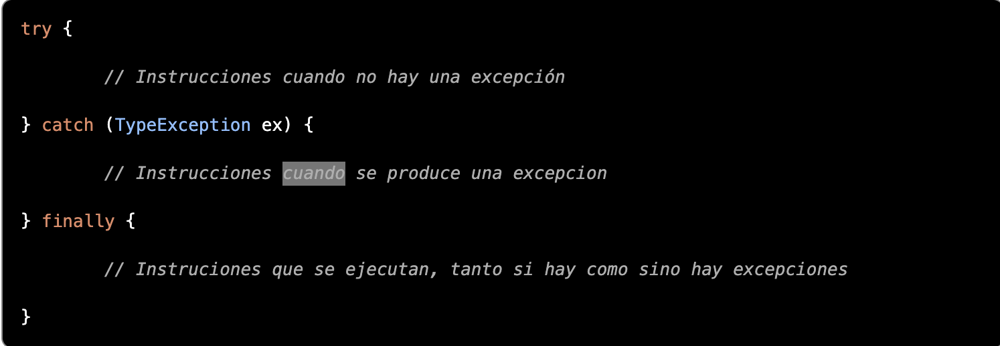 try {
// Instrucciones cuando no hay una excepción
} catch (TypeException ex) {
// Instrucciones cuando se produce una excepcion
} finally {
// Instruciones que se ejecutan, tanto si hay como sino hay excepciones
}